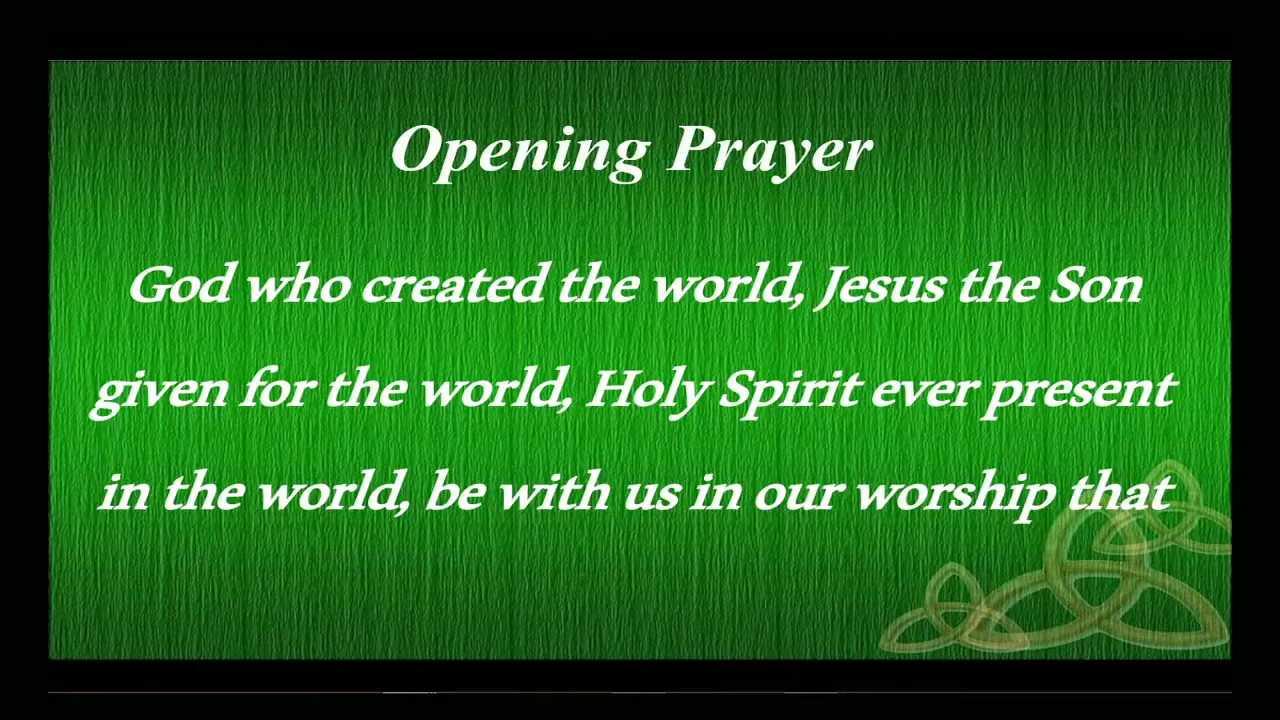 Opening Prayer
God who created the world, Jesus the Son
given for the world, Holy Spirit ever present
in the world, be with us in our worship that